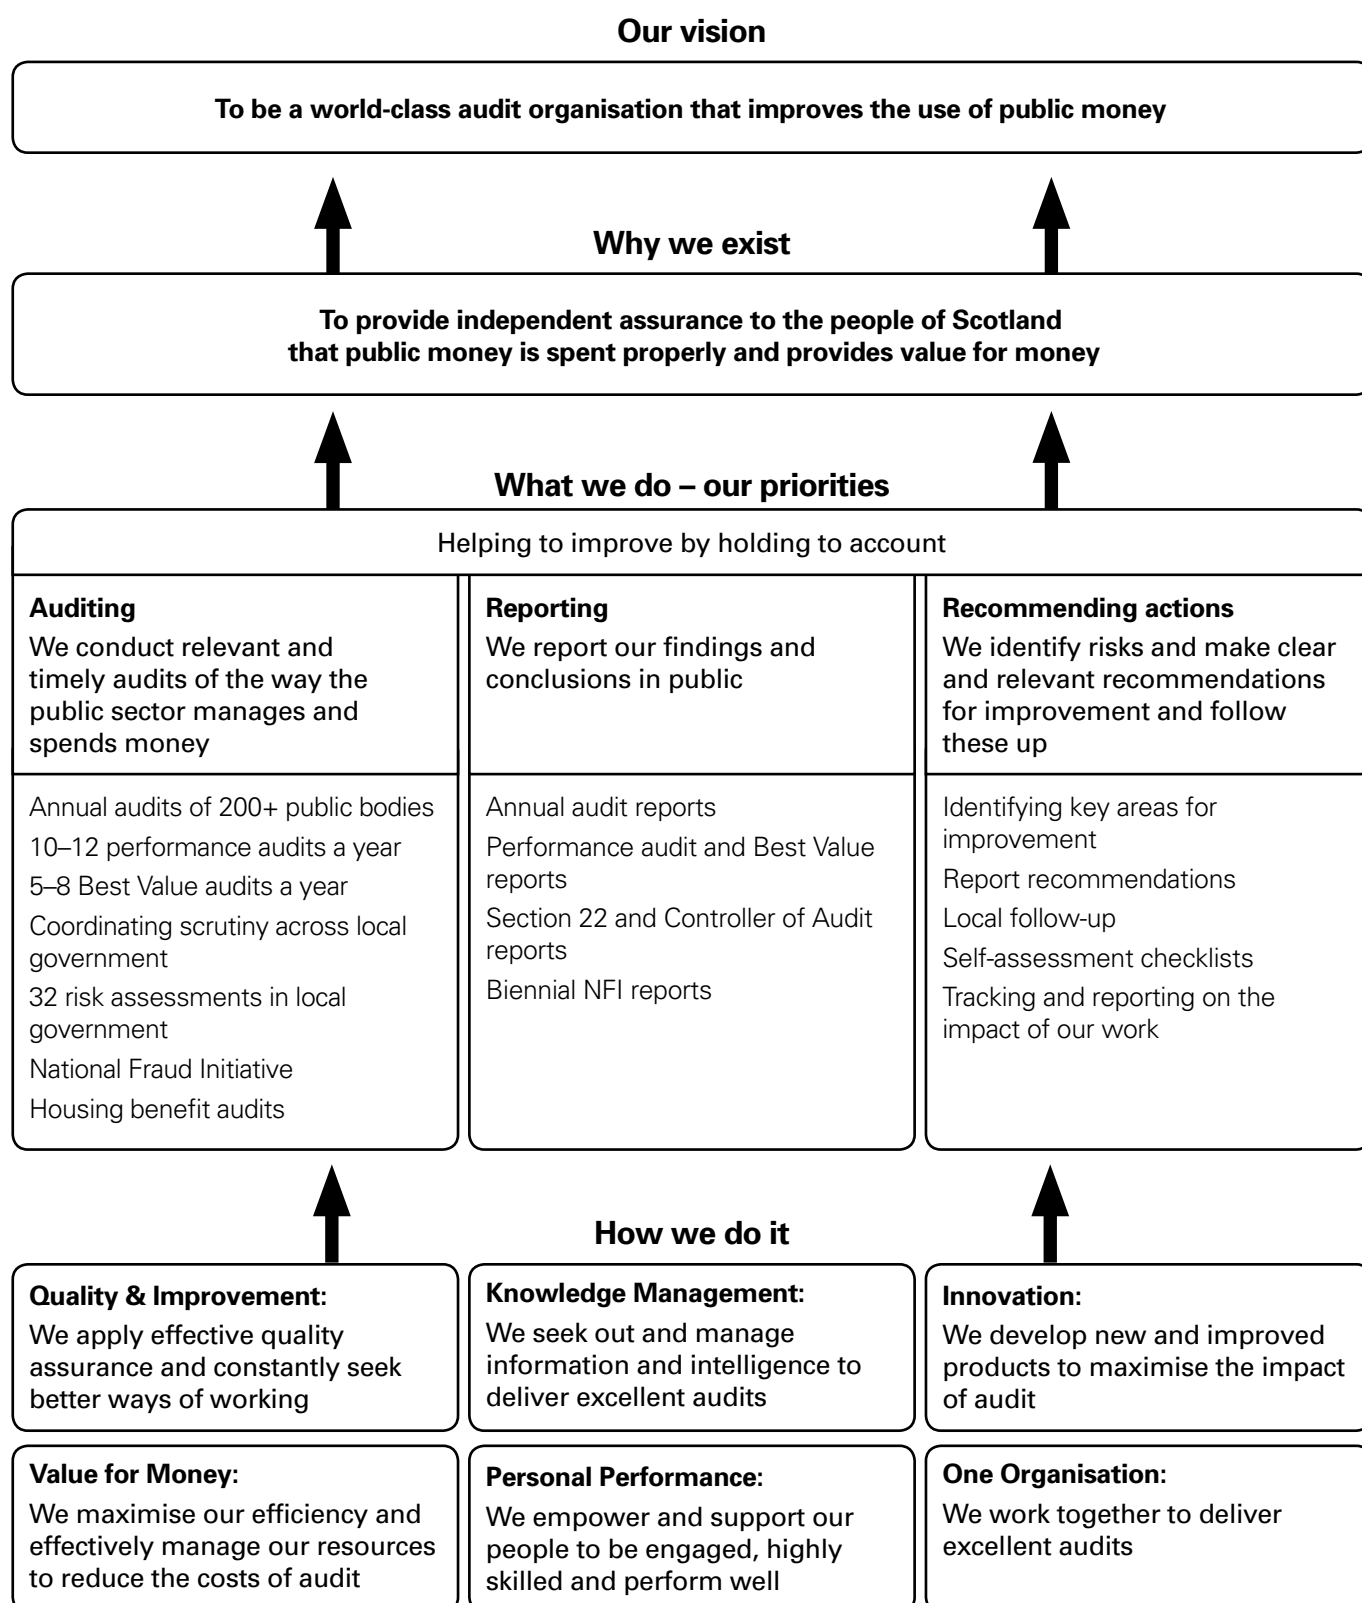 Our vision
To be a world-class audit organisation that improves the use of public money
Why we exist
To provide independent assurance to the people of Scotland
that public money is spent properly and provides value for money
What we do – our priorities
Helping to improve by holding to account
Auditing
We conduct relevant and
timely audits of the way the
public sector manages and
spends money
Annual audits of 200+ public bodies
10–12 performance audits a year
5–8 Best Value audits a year
Coordinating scrutiny across local
government
32 risk assessments in local
government
National Fraud Initiative
Housing benefit audits
Reporting
We report our findings and
conclusions in public
Annual audit reports
Performance audit and Best Value
reports
Section 22 and Controller of Audit
reports
Biennial NFI reports
Recommending actions
We identify risks and make clear
and relevant recommendations
for improvement and follow
these up
Identifying key areas for
improvement
Report recommendations
Local follow-up
Self-assessment checklists
Tracking and reporting on the
impact of our work
How we do it
Quality & Improvement:
We apply effective quality
assurance and constantly seek
better ways of working
Knowledge Management:
We seek out and manage
information and intelligence to
deliver excellent audits
Innovation:
We develop new and improved
products to maximise the impact
of audit
Value for Money:
We maximise our efficiency and
effectively manage our resources
to reduce the costs of audit
Personal Performance:
We empower and support our
people to be engaged, highly
skilled and perform well
One Organisation:
We work together to deliver
excellent audits